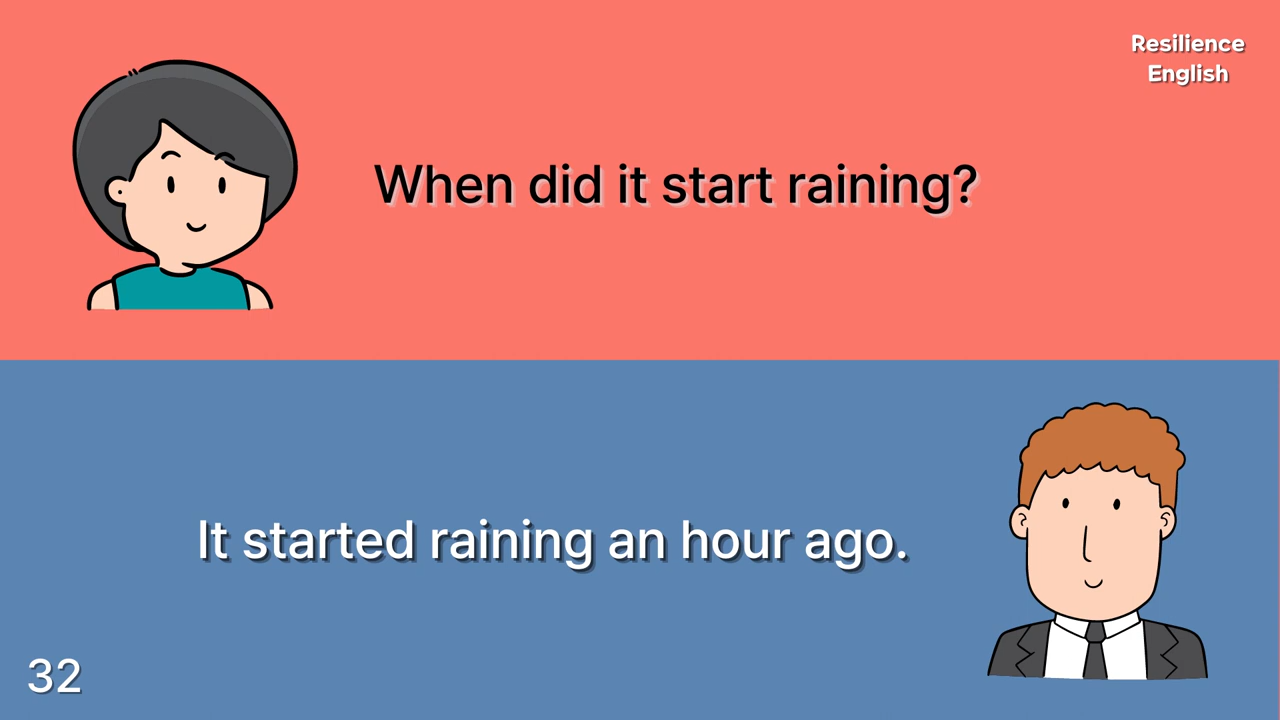 Resilience
English
When did it start raining?
It started raining an hour ago.
32